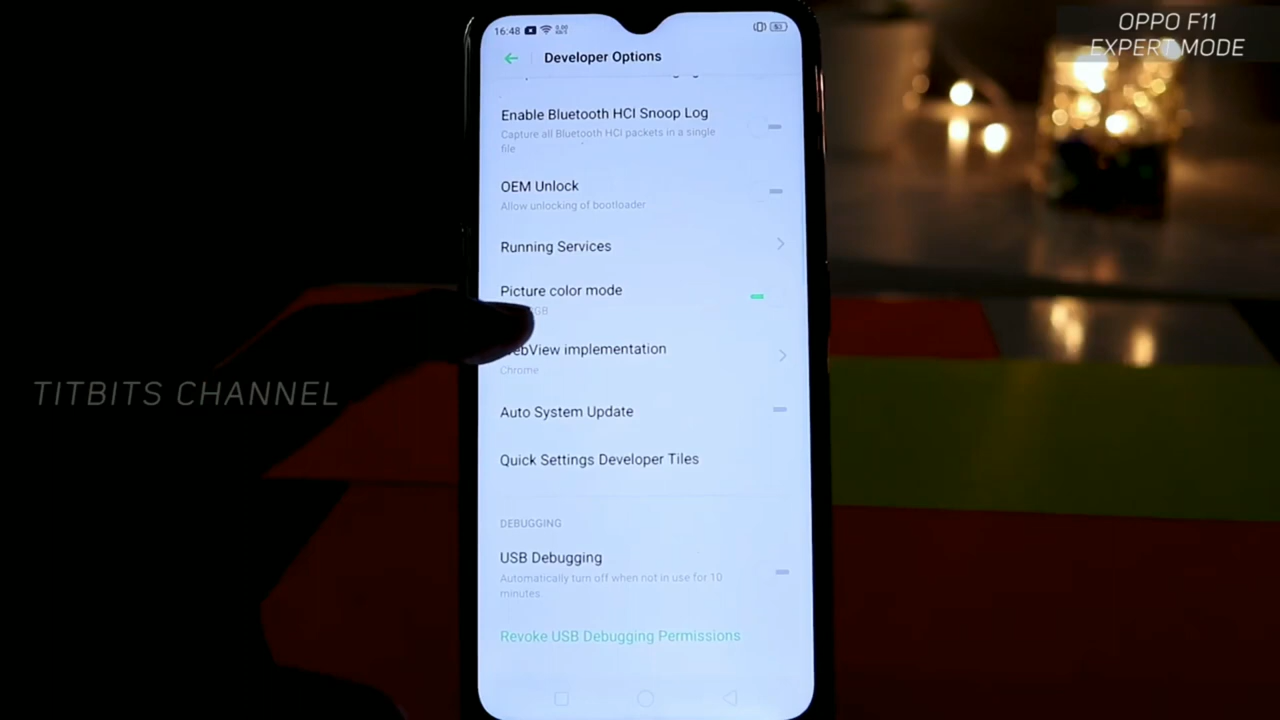 OPPO F11
EXPERT MODE
16:48
Developer Options
Enable Bluetooth HCI Snoop Log
Capture all Bluetooth HCI packets in a single
file
OEM Unlock
Allow unlocking of bootloader
Running Services
Picture color mode
WebView implementation
Chrome
TITBITS CHANNEL
Auto System Update
Quick Settings Developer Tiles
DEBUGGING
USB Debugging
Automatically turn off when not in use for 10
minutes
Revoke USB Debugging Permissions